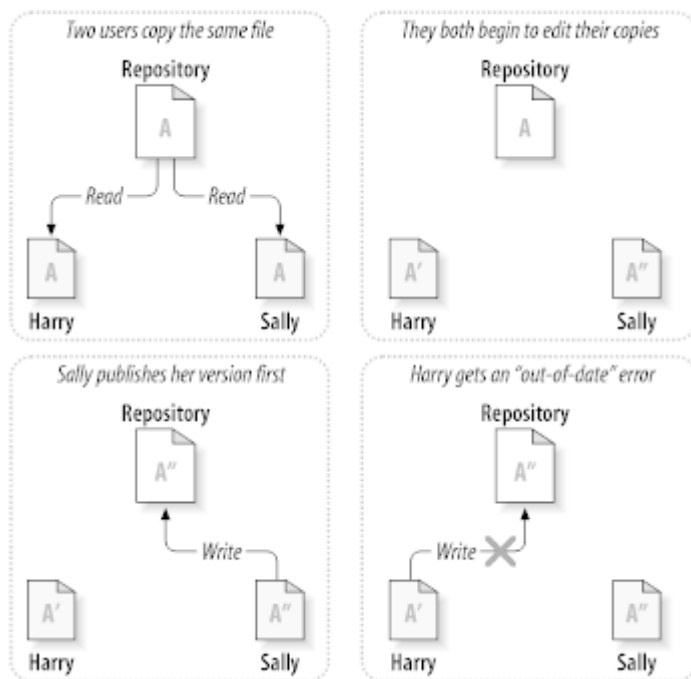 Two users copy the same file
Repository
A
Read
Read
A
A
Harry
Sally
They both begin to edit their copies
Repository
A
A′
A″
Harry
Sally
Sally publishes her version first
Repository
A″
Write
A′
A″
Harry
Sally
Harry gets an “out-of-date” error
Repository
A″
Write
A′
A″
Harry
Sally